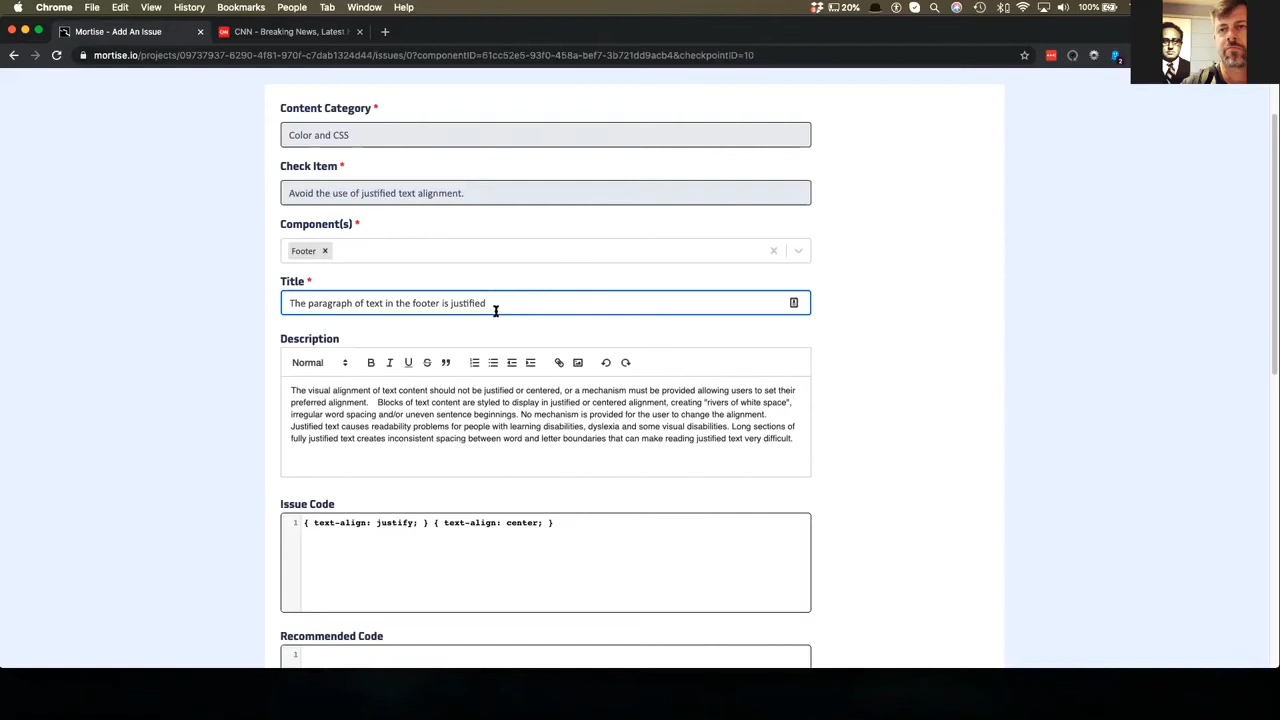 Chrome File Edit View History Bookmarks People Tab Window Help 20% 100%
Mortise - Add An Issue CNN - Breaking News, Latest
mortise.io/projects/09737937-6290-4f81-970f-c7dab1324d44/issues/0?componentID=61cc52e5-93f0-458a-bef7-3b721dd9acb4&checkpointID=10
2
Content Category *
Color and CSS
Check Item *
Avoid the use of justified text alignment.
Component(s) *
Footer
Title *
The paragraph of text in the footer is justified
Description
Normal B I U S
The visual alignment of text content should not be justified or centered, or a mechanism must be provided allowing users to set their
preferred alignment. Blocks of text content are styled to display in justified or centered alignment, creating "rivers of white space",
irregular word spacing and/or uneven sentence beginnings. No mechanism is provided for the user to change the alignment.
Justified text causes readability problems for people with learning disabilities, dyslexia and some visual disabilities. Long sections of
fully justified text creates inconsistent spacing between word and letter boundaries that can make reading justified text very difficult.
Issue Code
1 { text-align: justify; } { text-align: center; }
Recommended Code
1